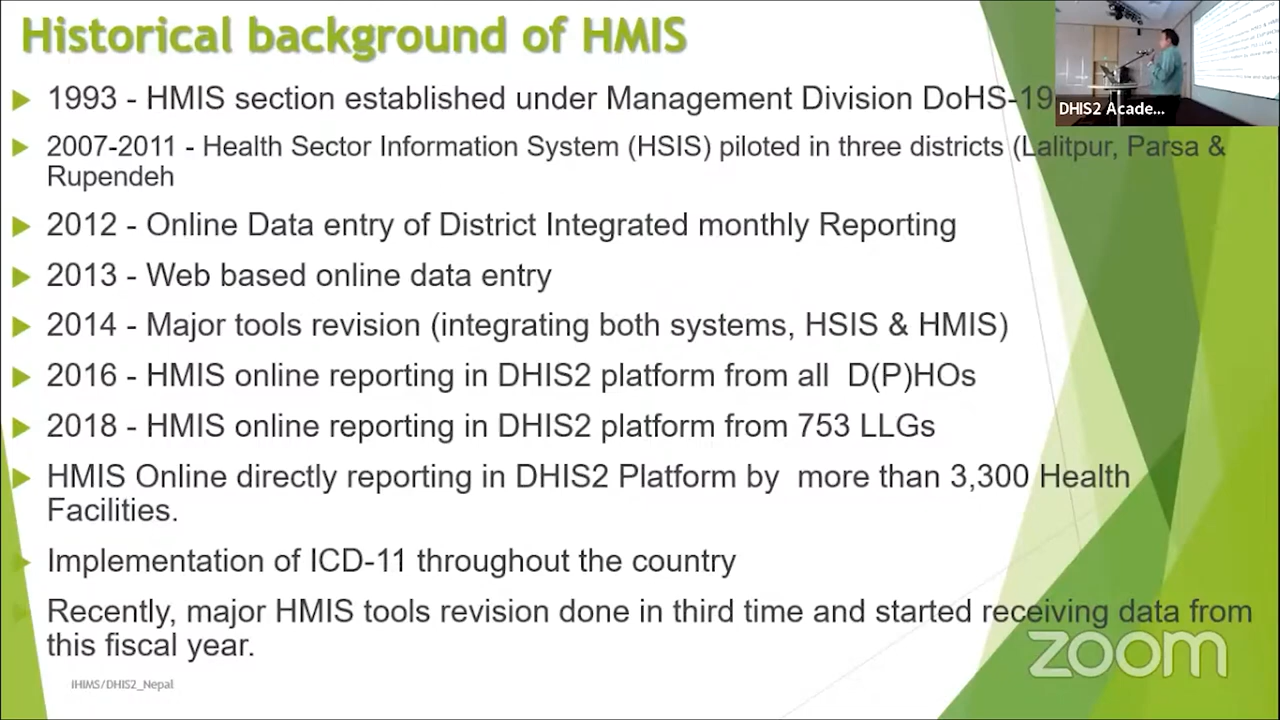 Historical background of HMIS
1993 - HMIS section established under Management Division DoHS-19
DHIS2 Acade...
2007-2011 - Health Sector Information System (HSIS) piloted in three districts (Lalitpur, Parsa &
Rupendeh
2012 - Online Data entry of District Integrated monthly Reporting
2013 - Web based online data entry
2014 - Major tools revision (integrating both systems, HSIS & HMIS)
2016 - HMIS online reporting in DHIS2 platform from all D(P)HOs
2018 - HMIS online reporting in DHIS2 platform from 753 LLGs
HMIS Online directly reporting in DHIS2 Platform by more than 3,300 Health
Facilities.
Implementation of ICD-11 throughout the country
Recently, major HMIS tools revision done in third time and started receiving data from
this fiscal year.
zoom
iHIMS/DHIS2_Nepal